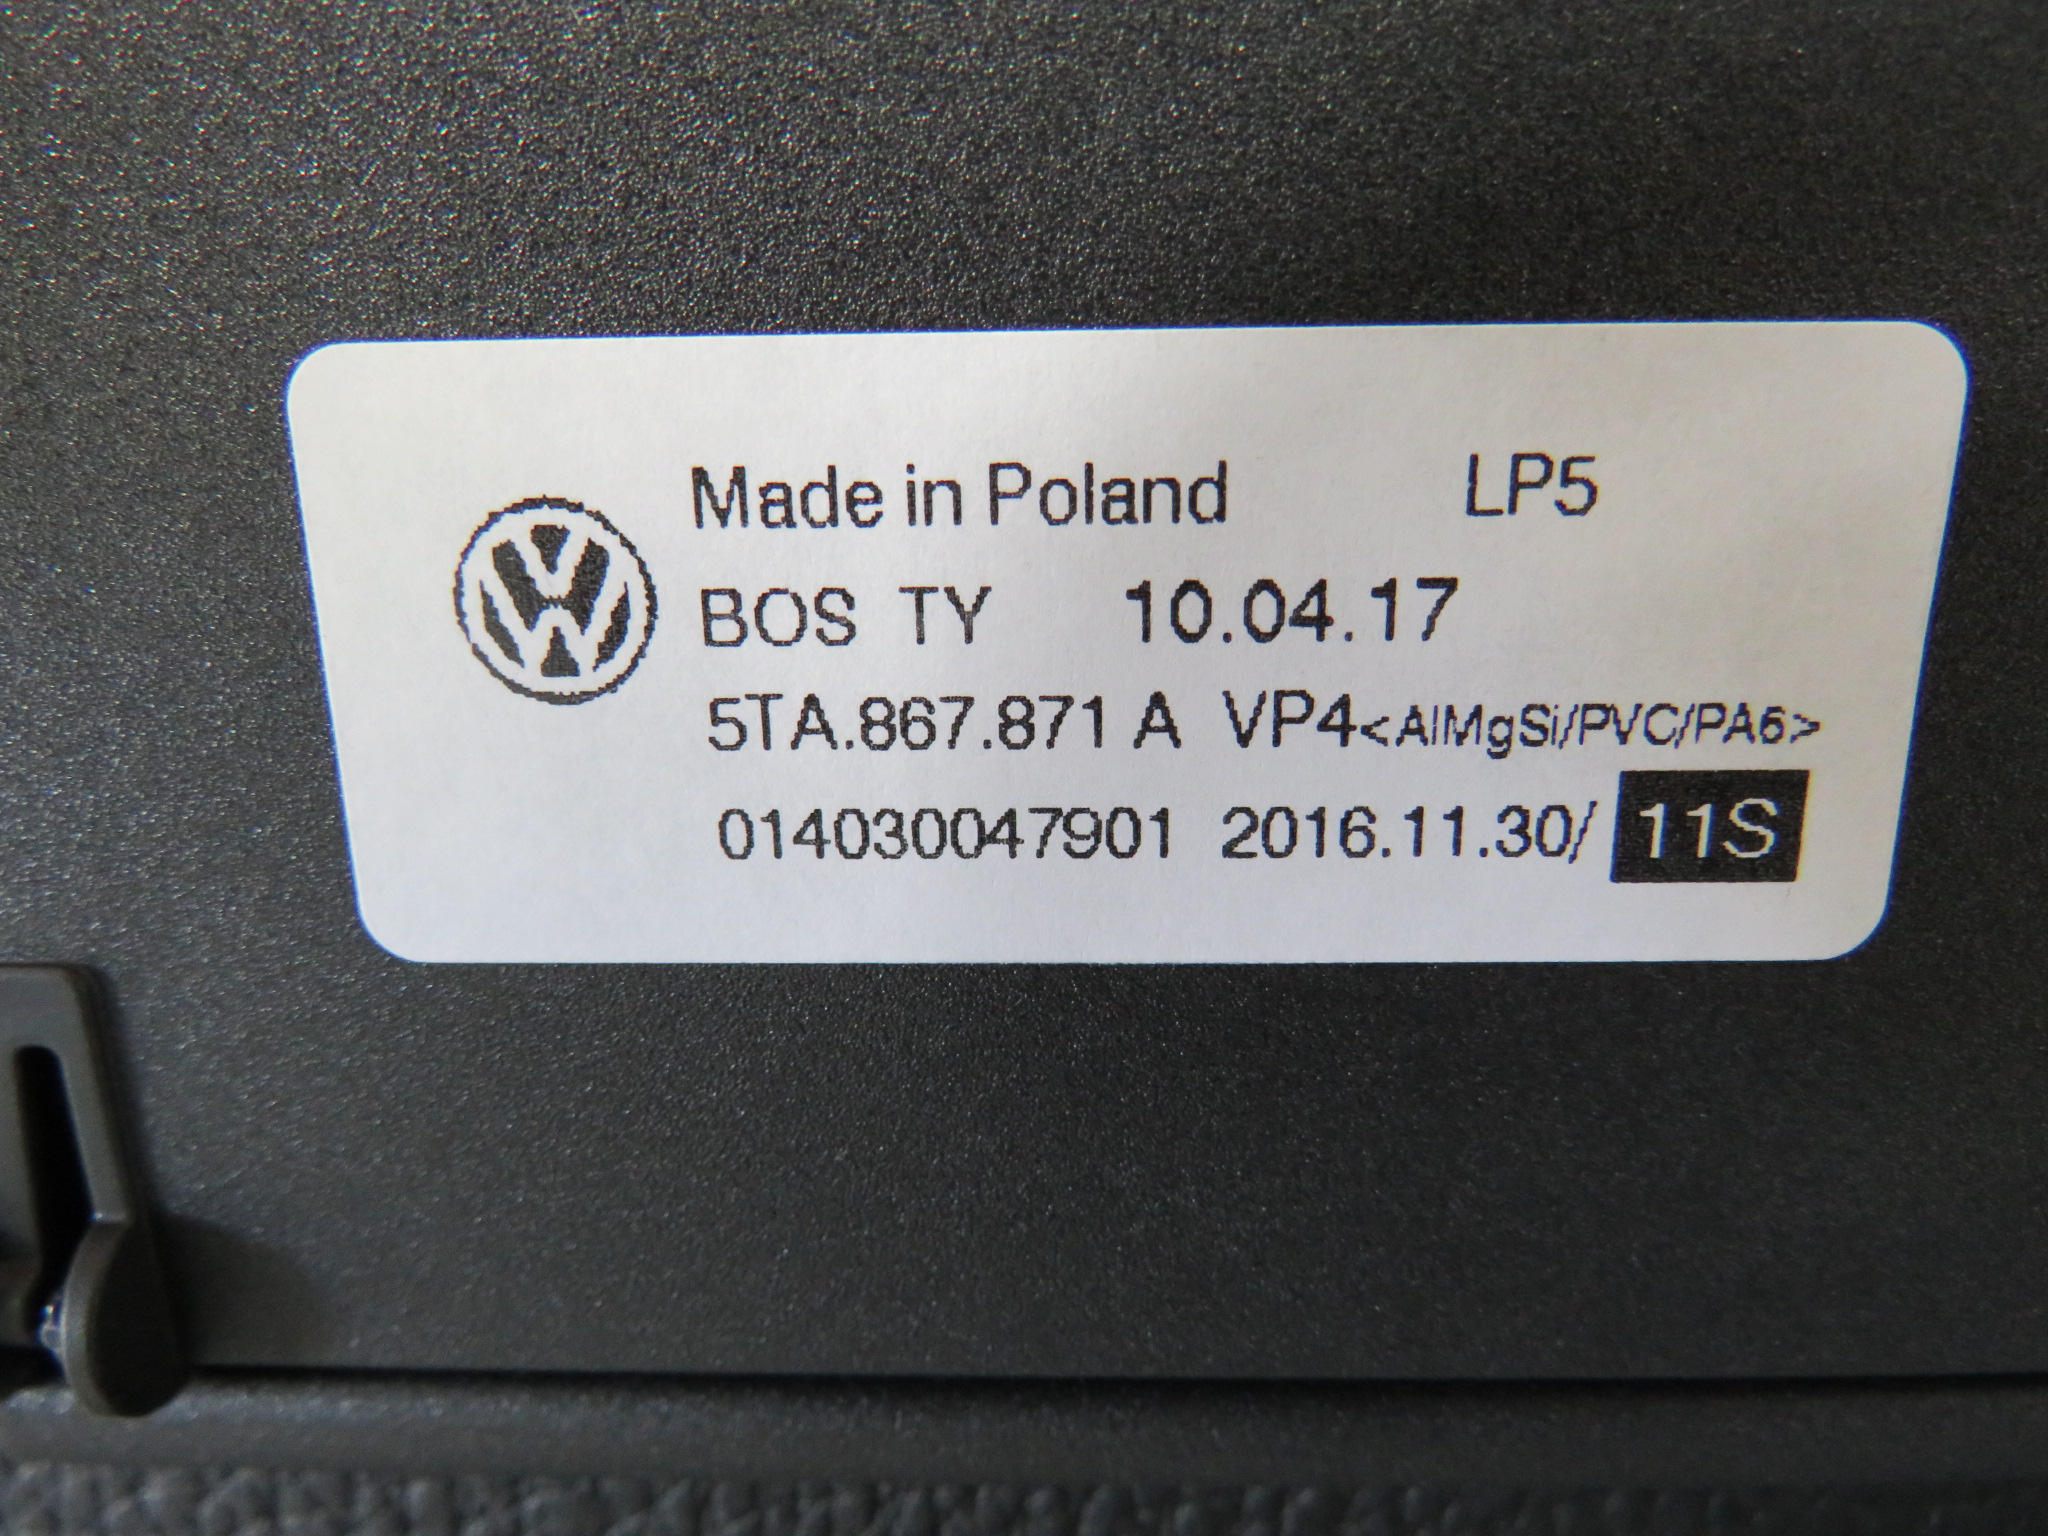 Made in Poland LP5
BOS TY 10.04.17
5TA.867.871 A VP4<AlMgSi/PVC/PA6>
014030047901 2016.11.30/ 11S